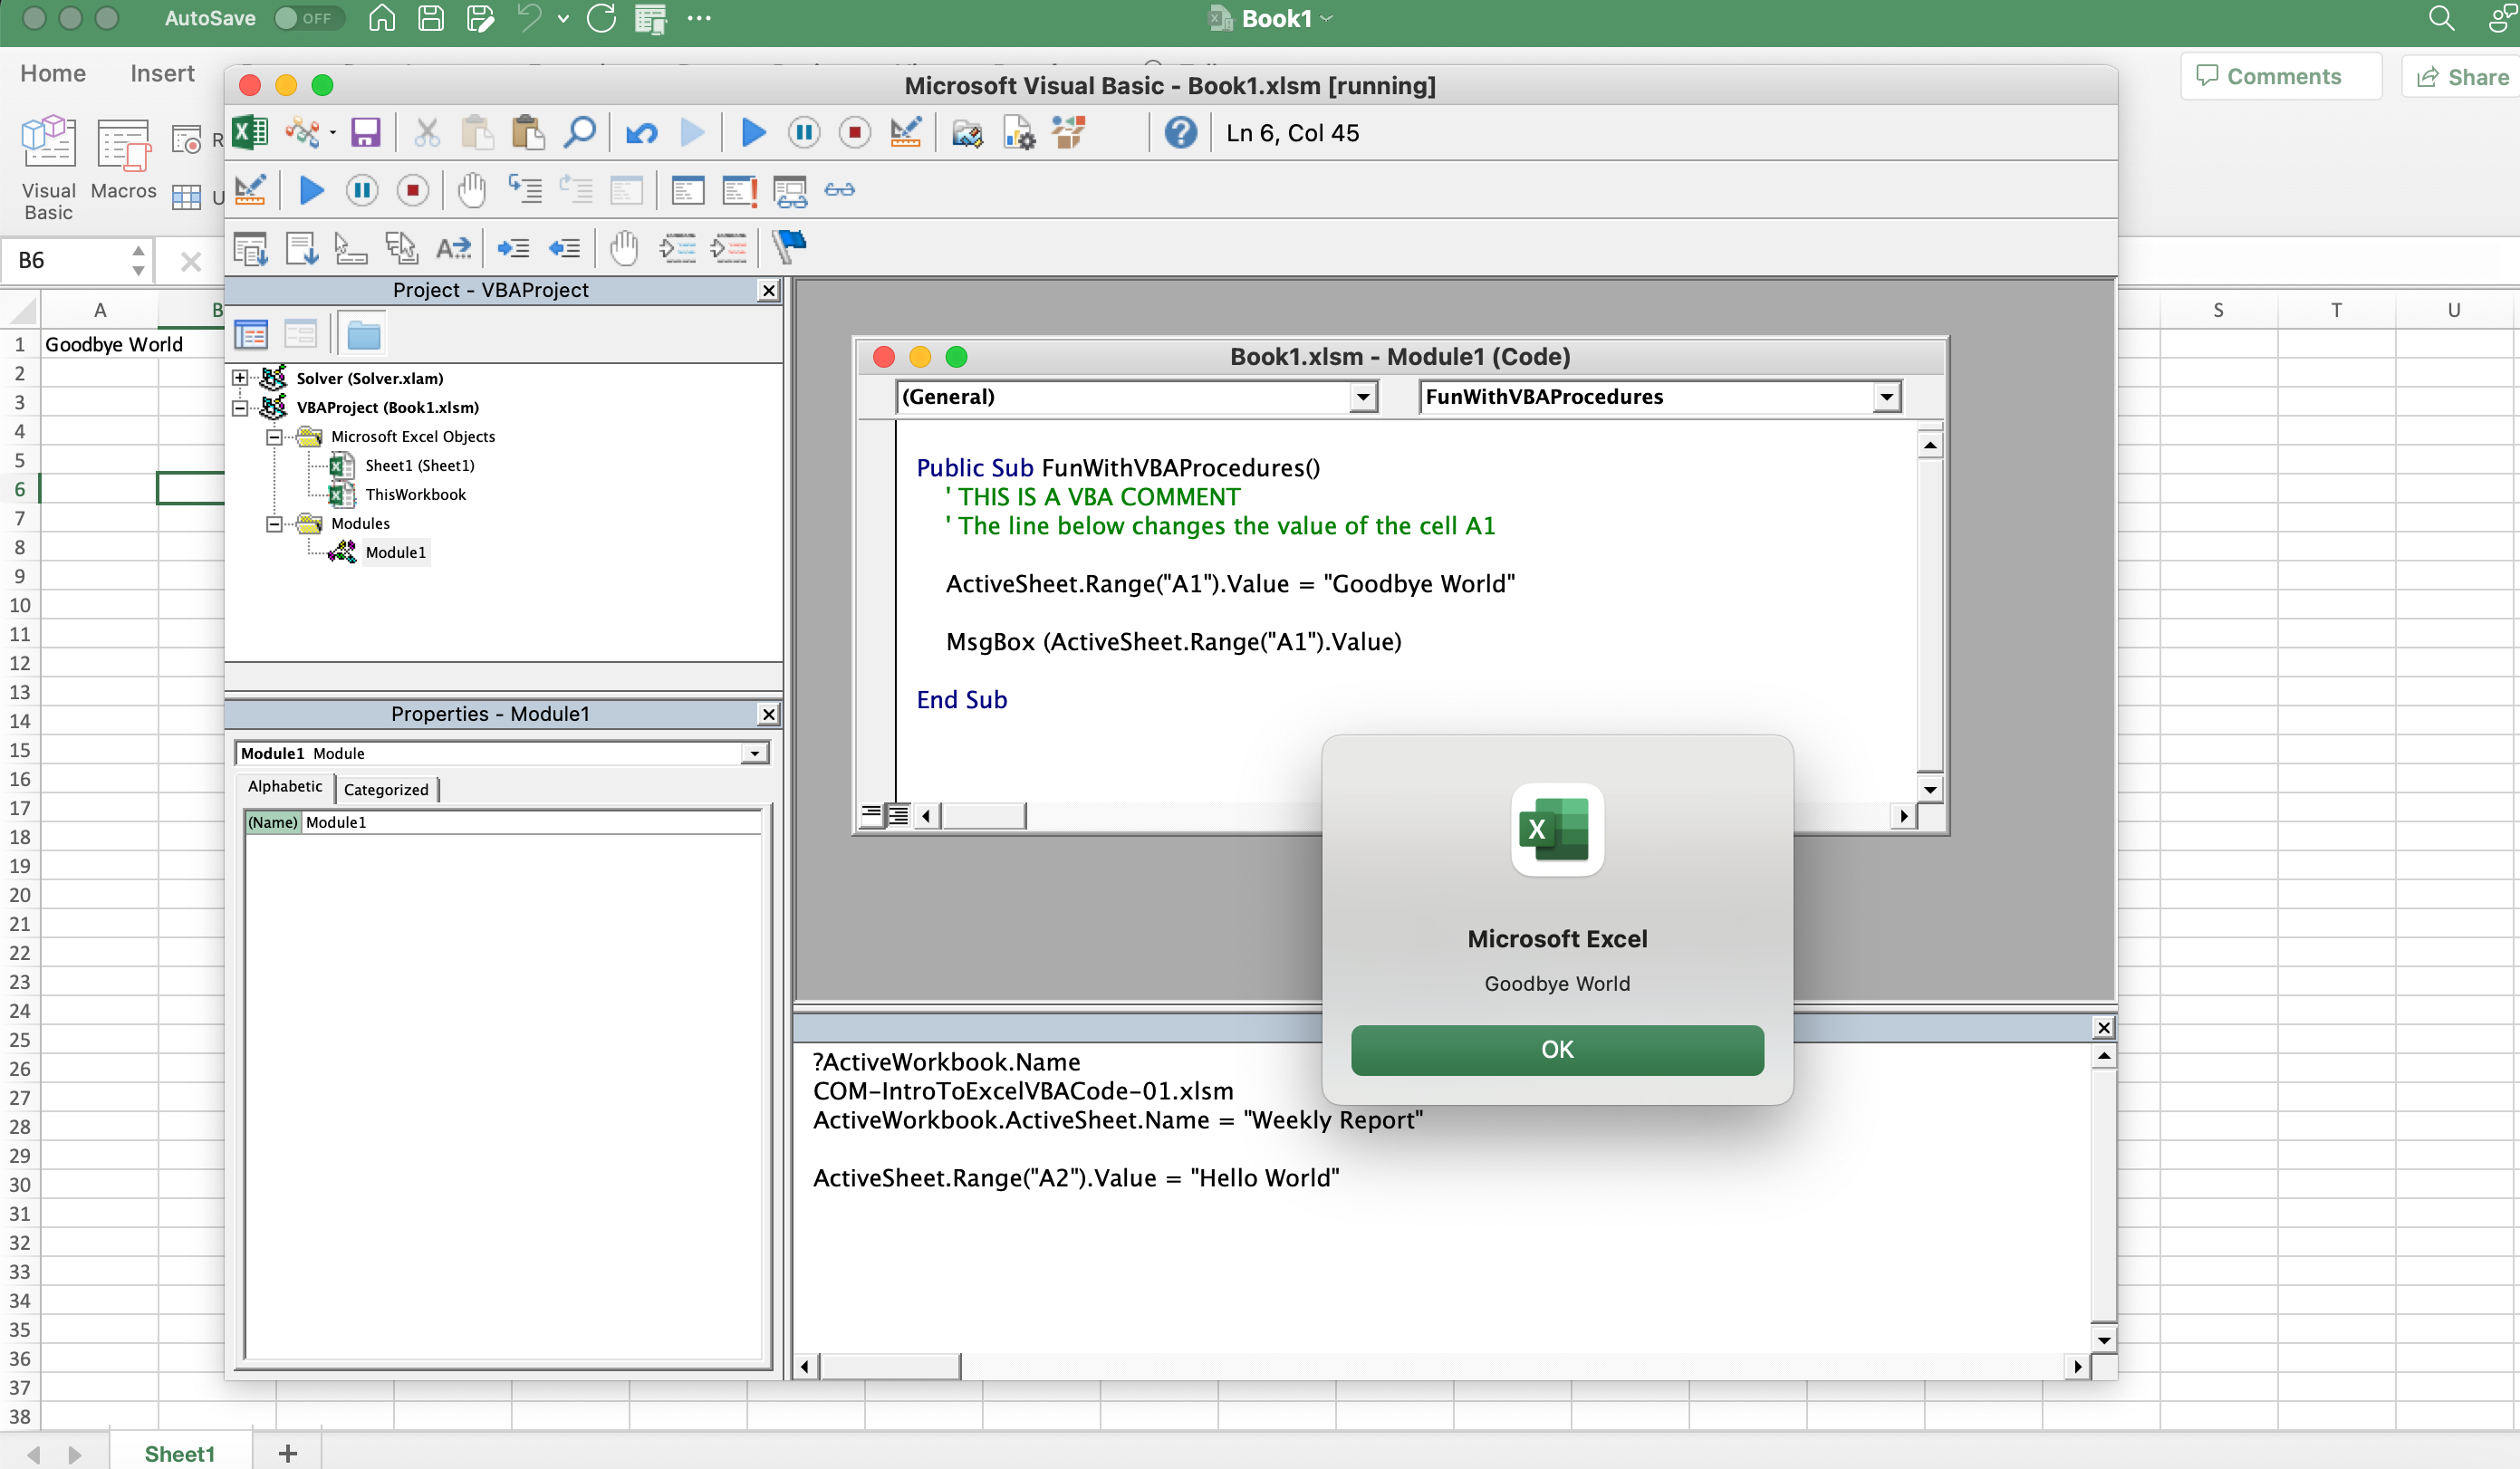 AutoSave OFF Book1
Home Insert Comments Share
Microsoft Visual Basic - Book1.xlsm [running]
Ln 6, Col 45
Visual Basic
Macros
B6
A B S T U
Project - VBAProject
Solver (Solver.xlam)
VBAProject (Book1.xlsm)
Microsoft Excel Objects
Sheet1 (Sheet1)
ThisWorkbook
Modules
Module1
Properties - Module1
Module1 Module
Alphabetic Categorized
(Name) Module1
Book1.xlsm - Module1 (Code)
(General) FunWithVBAProcedures
Public Sub FunWithVBAProcedures()
' THIS IS A VBA COMMENT
' The line below changes the value of the cell A1
ActiveSheet.Range("A1").Value = "Goodbye World"
MsgBox (ActiveSheet.Range("A1").Value)
End Sub
Microsoft Excel
Goodbye World
OK
?ActiveWorkbook.Name
COM-IntroToExcelVBACode-01.xlsm
ActiveWorkbook.ActiveSheet.Name = "Weekly Report"
ActiveSheet.Range("A2").Value = "Hello World"
1 Goodbye World
2
3
4
5
6
7
8
9
10
11
12
13
14
15
16
17
18
19
20
21
22
23
24
25
26
27
28
29
30
31
32
33
34
35
36
37
38
Sheet1